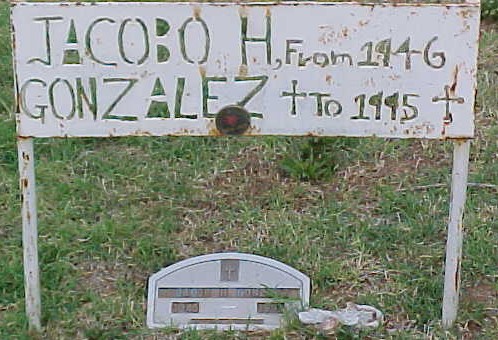 JACOBO H, From 1946
GONZALEZ † To 1995 †